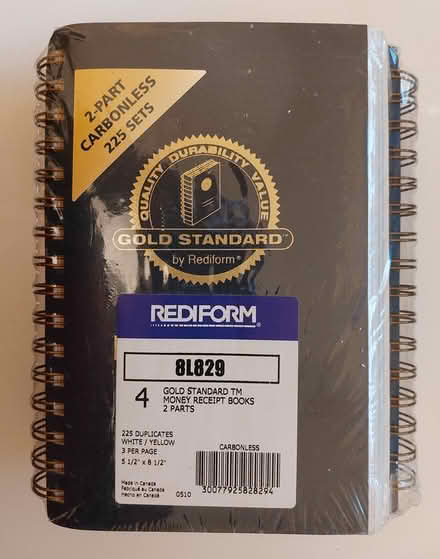 2-PART
CARBONLESS
225 SETS
QUALITY DURABILITY VALUE
GOLD STANDARD™
by Rediform®
REDIFORM®
8L829
4
GOLD STANDARD TM
MONEY RECEIPT BOOKS
2 PARTS
225 DUPLICATES
WHITE / YELLOW
3 PER PAGE
5 1/2" x 8 1/2"
CARBONLESS
Made in Canada
Fabriqué au Canada
Hecho en Canadá
0510
30077925828294